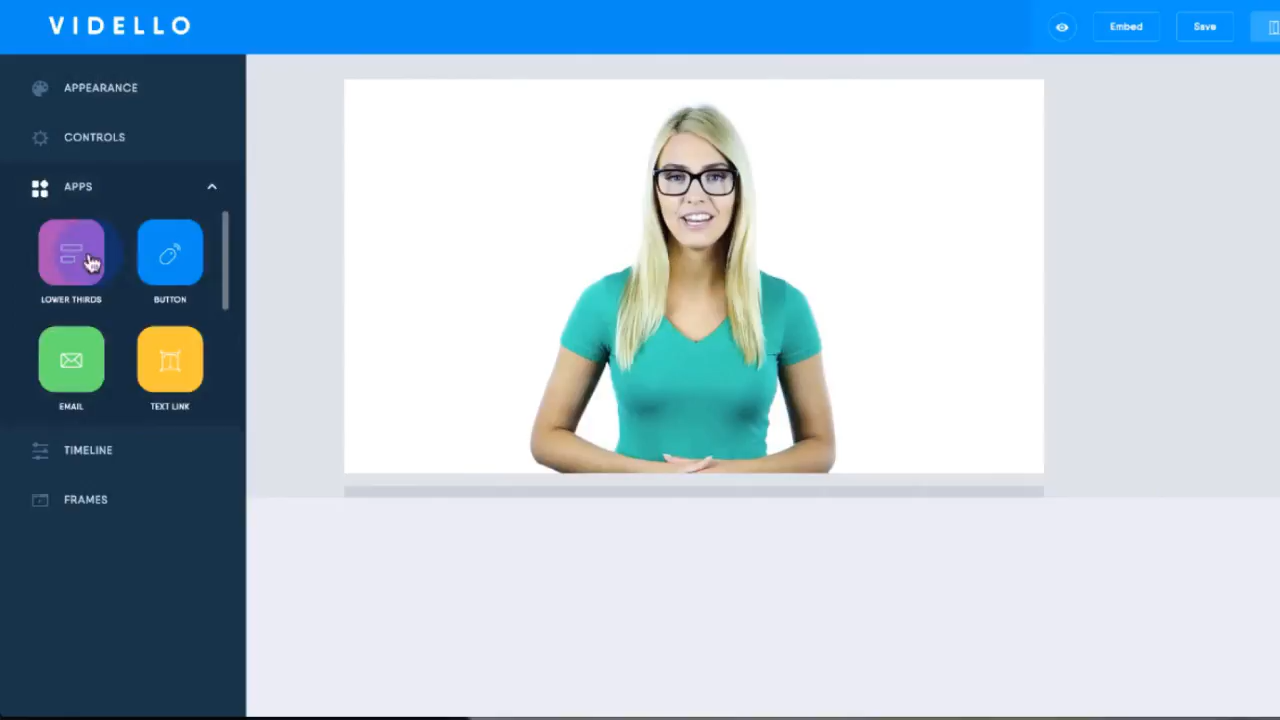 VIDELLO
Embed
Save
APPEARANCE
CONTROLS
APPS
LOWER THIRDS
BUTTON
EMAIL
TEXT LINK
TIMELINE
FRAMES